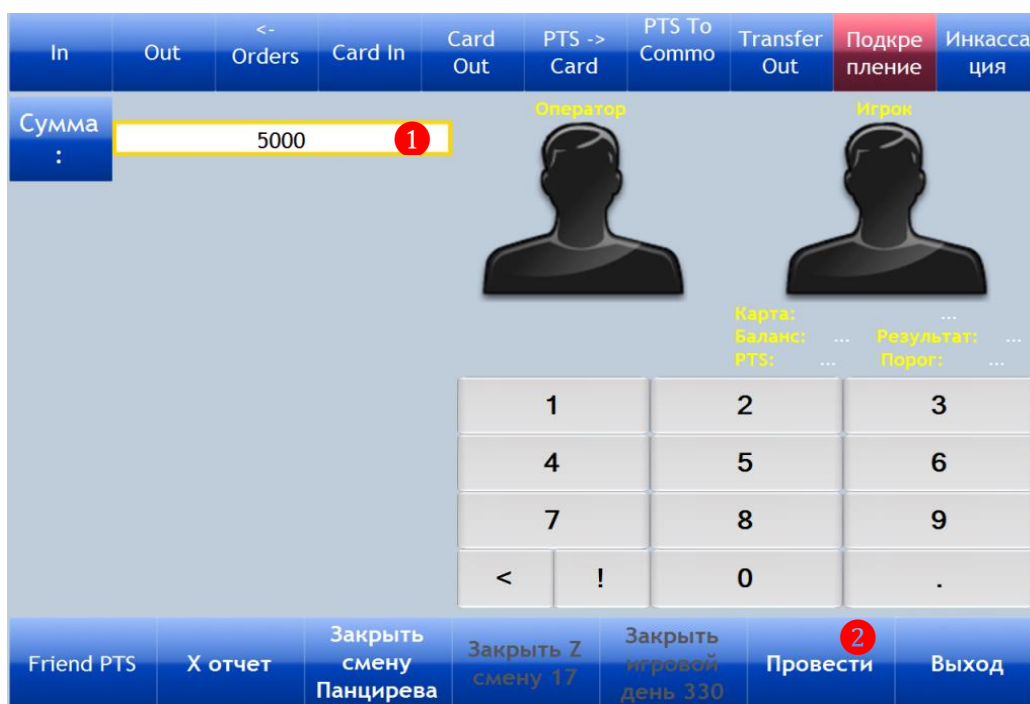 In
Out
<-
Orders
Card In
Card
Out
PTS ->
Card
PTS To
Commo
Transfer
Out
Подкре
пление
Инкасса
ция
Сумма
:
5000
1
Оператор
Игрок
Карта: ...
Баланс: ... Результат: ...
PTS: ... Порог: ...
1 2 3
4 5 6
7 8 9
< ! 0 .
Friend PTS
X отчет
Закрыть
смену
Панцирева
Закрыть Z
смену 17
Закрыть
игровой
день 330
2
Провести
Выход